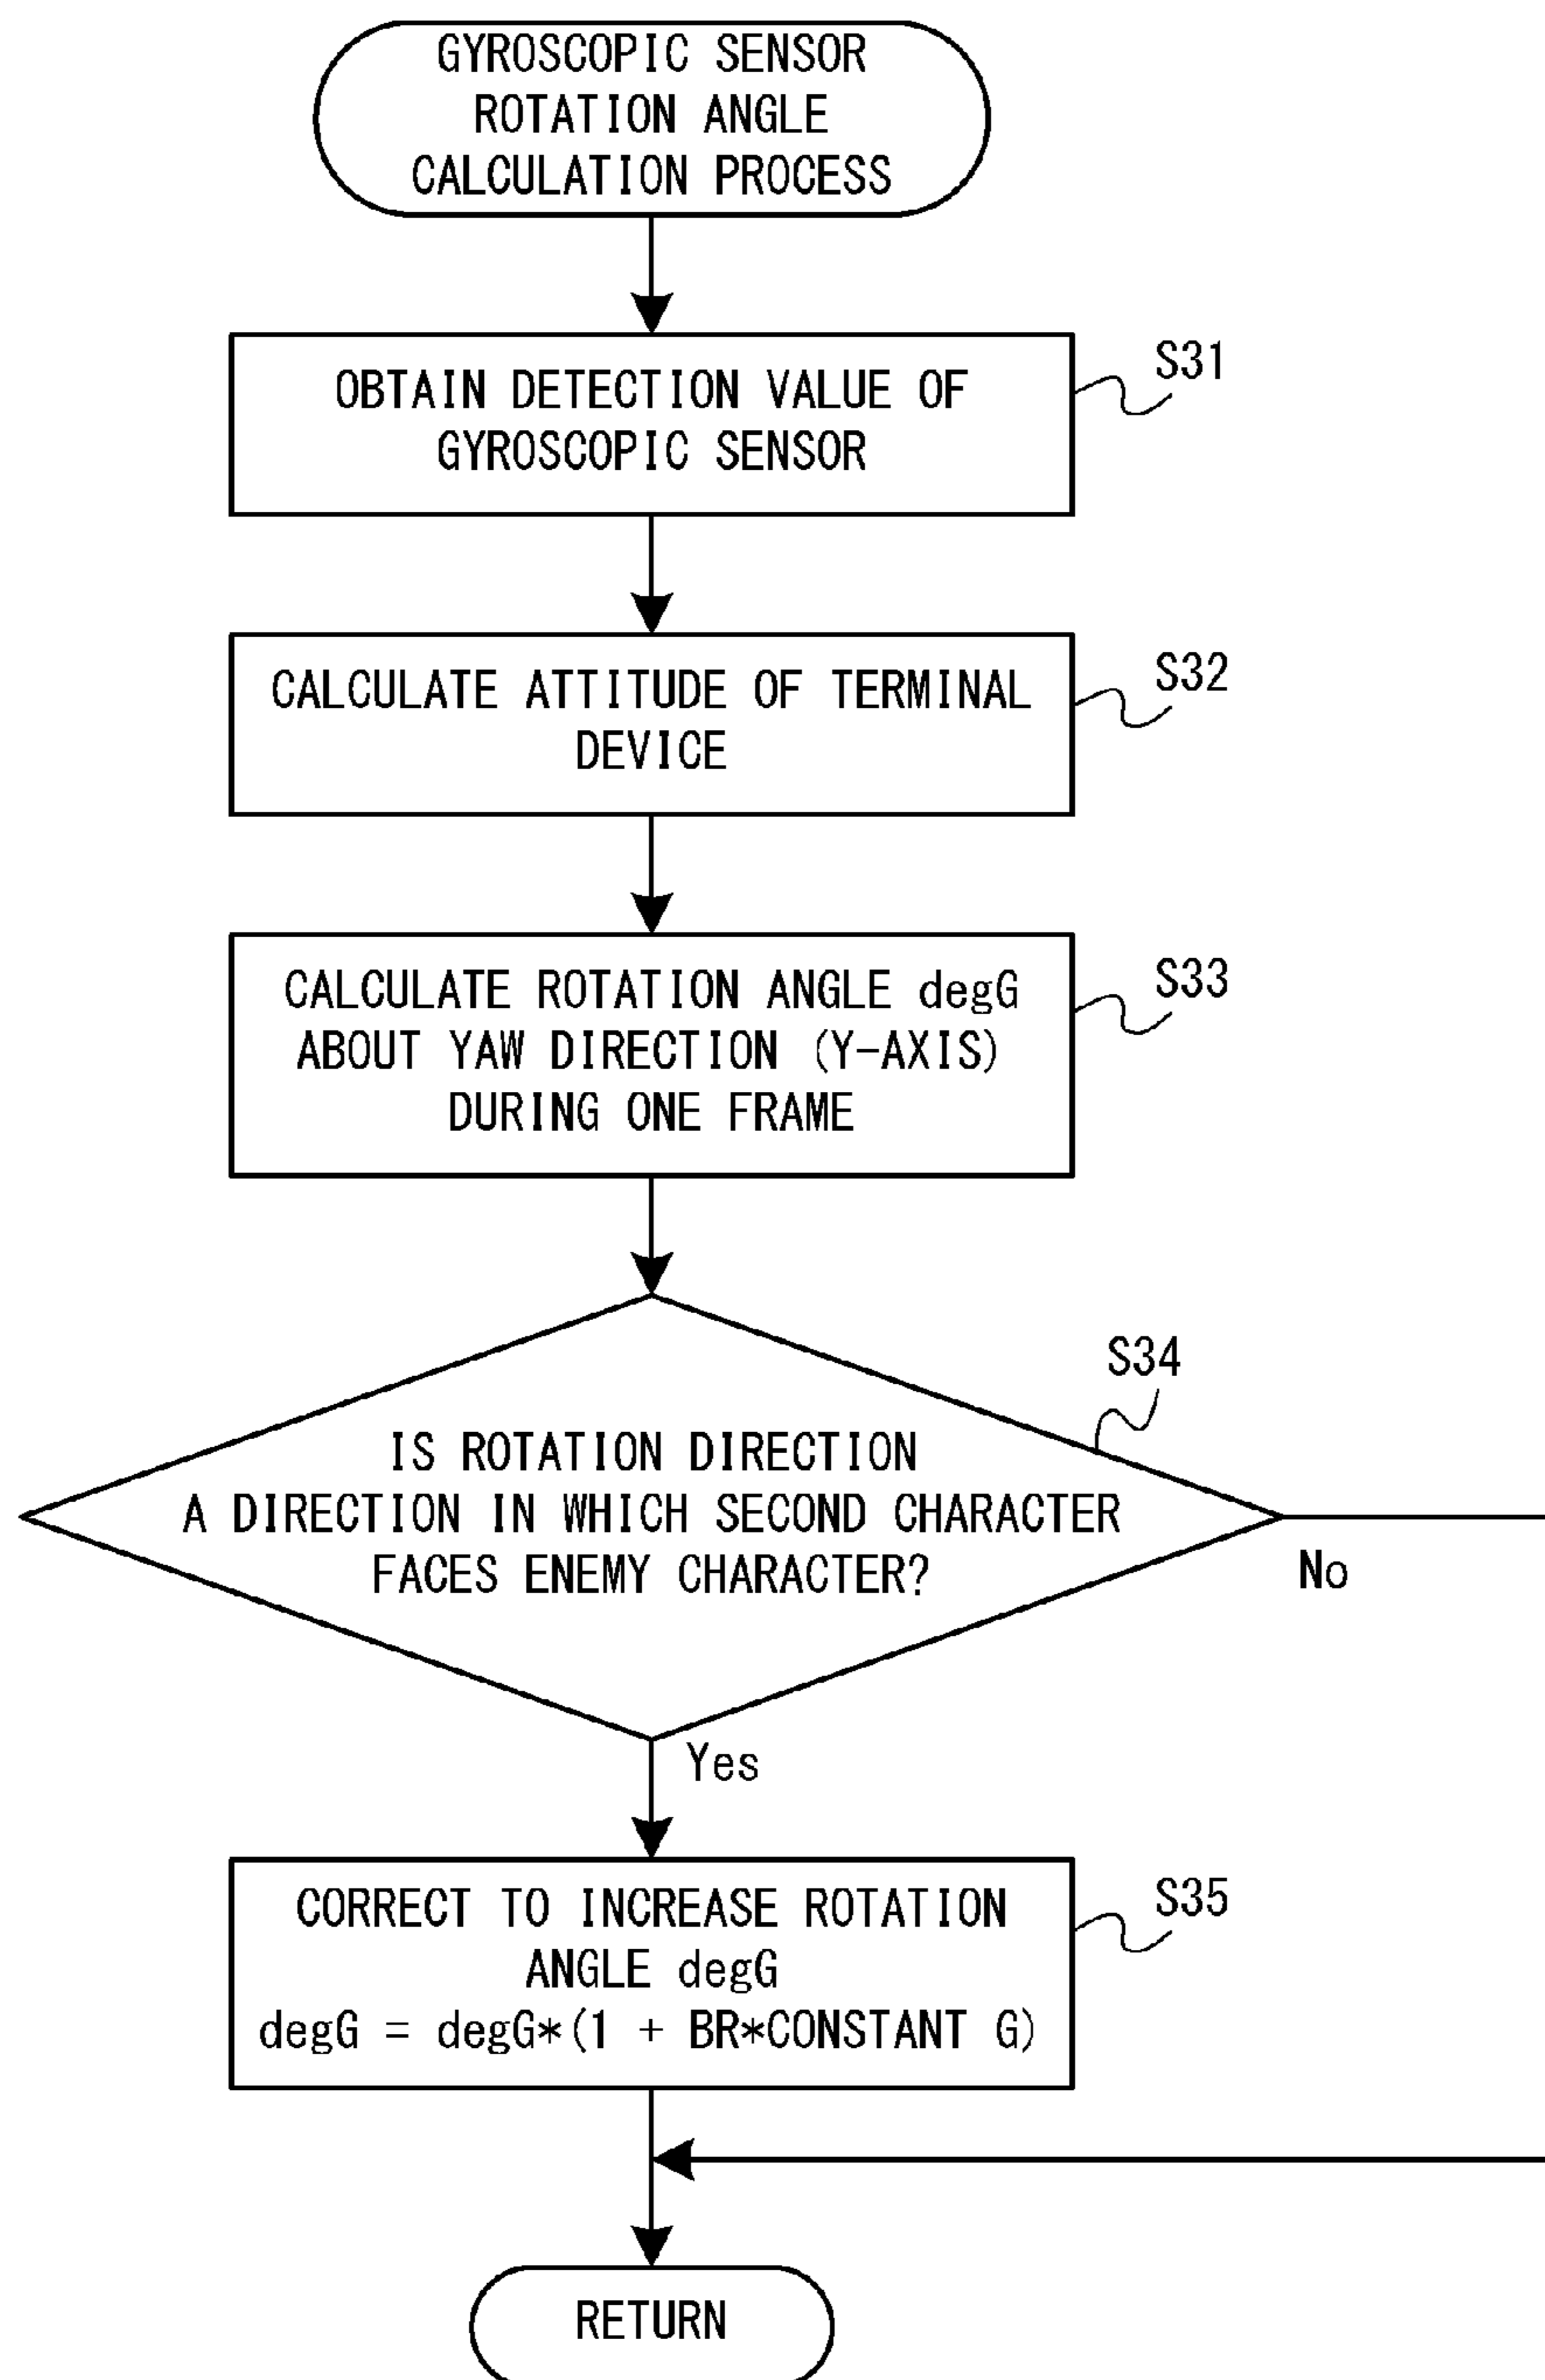 GYROSCOPIC SENSOR
ROTATION ANGLE
CALCULATION PROCESS
S31
OBTAIN DETECTION VALUE OF
GYROSCOPIC SENSOR
S32
CALCULATE ATTITUDE OF TERMINAL
DEVICE
S33
CALCULATE ROTATION ANGLE degG
ABOUT YAW DIRECTION (Y-AXIS)
DURING ONE FRAME
S34
IS ROTATION DIRECTION
A DIRECTION IN WHICH SECOND CHARACTER
FACES ENEMY CHARACTER?
No
Yes
S35
CORRECT TO INCREASE ROTATION
ANGLE degG
degG = degG*(1 + BR*CONSTANT G)
RETURN